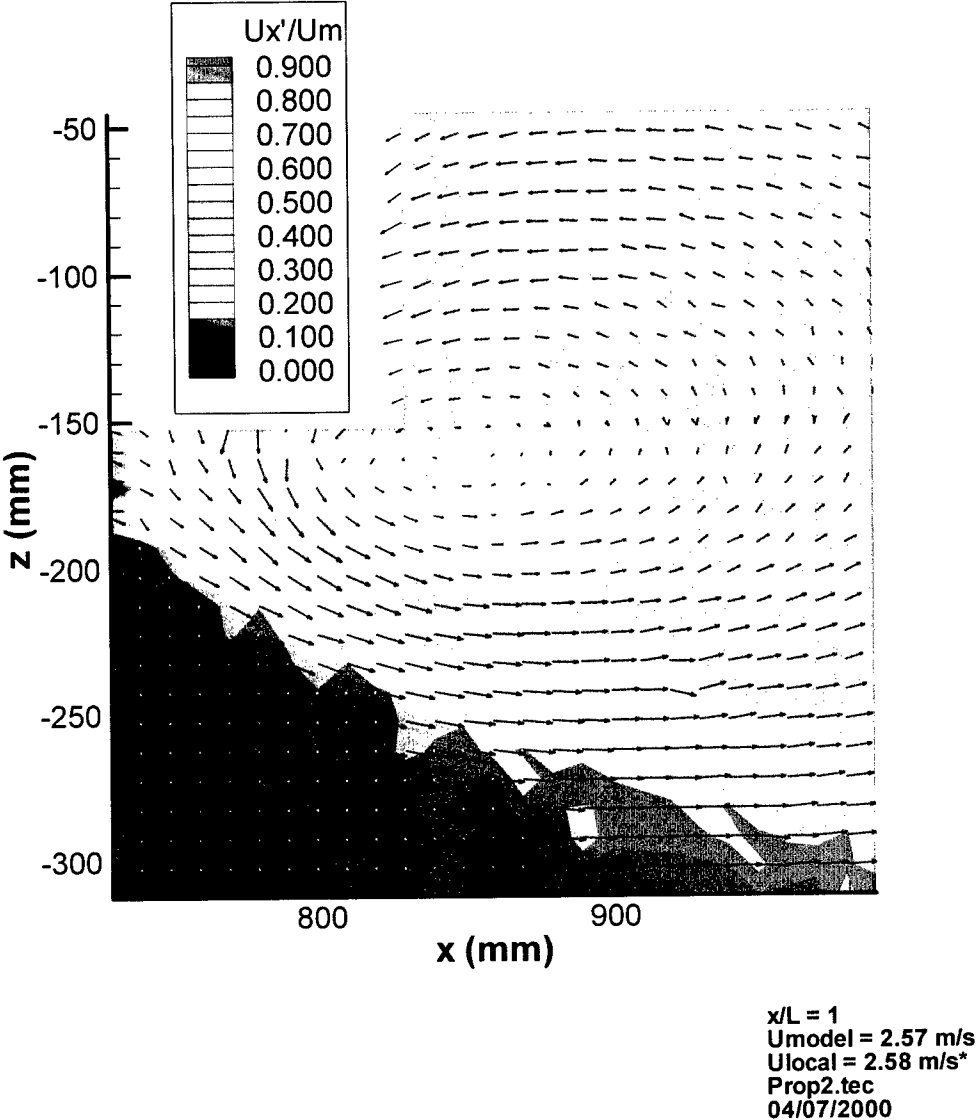 Ux'/Um
0.900
0.800
0.700
0.600
0.500
0.400
0.300
0.200
0.100
0.000
-50
-100
-150
-200
-250
-300
z (mm)
800
900
x (mm)
x/L = 1
Umodel = 2.57 m/s
Ulocal = 2.58 m/s*
Prop2.tec
04/07/2000